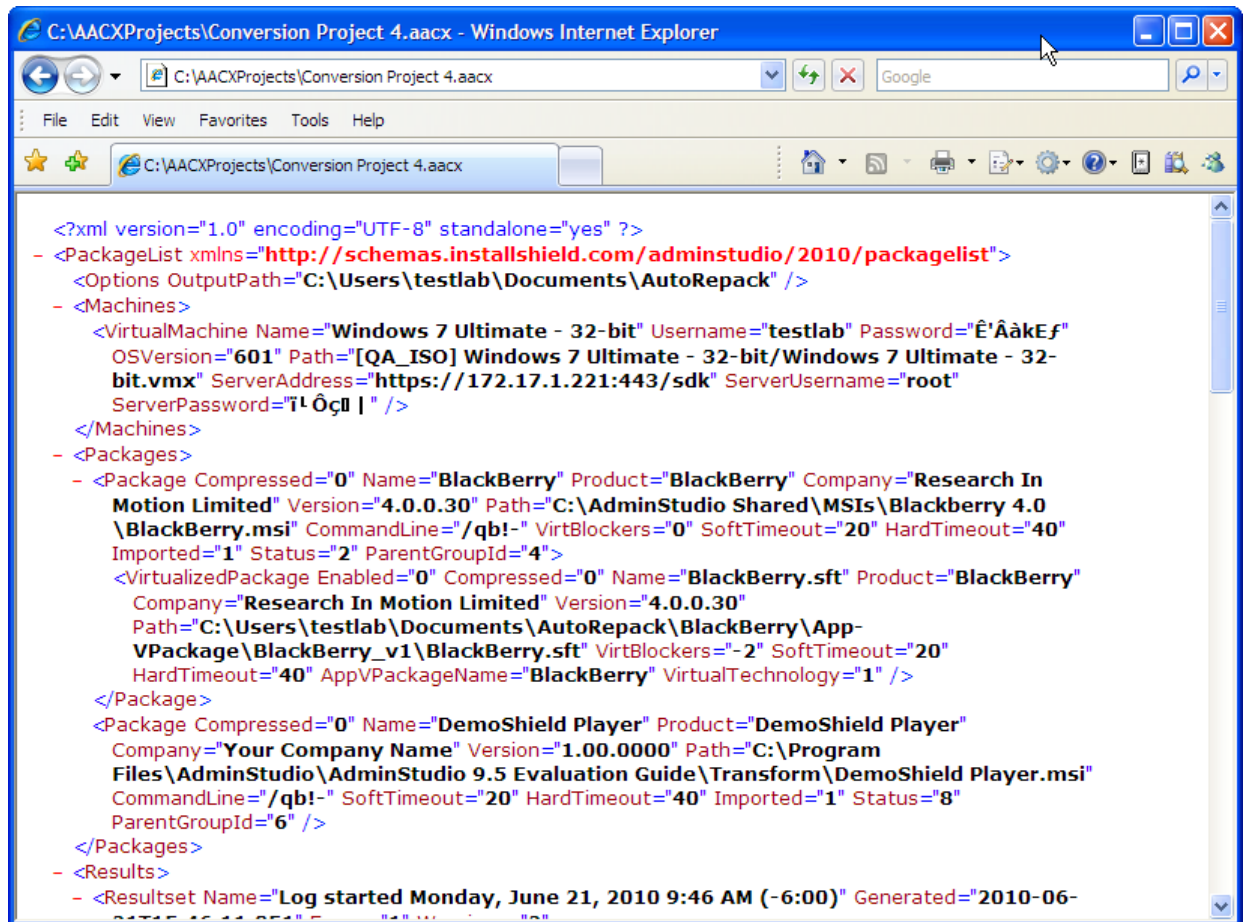 C:\AACXProjects\Conversion Project 4.aacx - Windows Internet Explorer
C:\AACXProjects\Conversion Project 4.aacx
Google
File Edit View Favorites Tools Help
C:\AACXProjects\Conversion Project 4.aacx
<?xml version="1.0" encoding="UTF-8" standalone="yes" ?>
- <PackageList xmlns="http://schemas.installshield.com/adminstudio/2010/packagelist">
<Options OutputPath="C:\Users\testlab\Documents\AutoRepack" />
- <Machines>
<VirtualMachine Name="Windows 7 Ultimate - 32-bit" Username="testlab" Password="Ê'ÂàkEƒ"
OSVersion="601" Path="[QA_ISO] Windows 7 Ultimate - 32-bit/Windows 7 Ultimate - 32-
bit.vmx" ServerAddress="https://172.17.1.221:443/sdk" ServerUsername="root"
ServerPassword="ï Ôç |" />
</Machines>
- <Packages>
- <Package Compressed="0" Name="BlackBerry" Product="BlackBerry" Company="Research In
Motion Limited" Version="4.0.0.30" Path="C:\AdminStudio Shared\MSIs\Blackberry 4.0
\BlackBerry.msi" CommandLine="/qb!-" VirtBlockers="0" SoftTimeout="20" HardTimeout="40"
Imported="1" Status="2" ParentGroupId="4">
<VirtualizedPackage Enabled="0" Compressed="0" Name="BlackBerry.sft" Product="BlackBerry"
Company="Research In Motion Limited" Version="4.0.0.30"
Path="C:\Users\testlab\Documents\AutoRepack\BlackBerry\App-
VPackage\BlackBerry_v1\BlackBerry.sft" VirtBlockers="-2" SoftTimeout="20"
HardTimeout="40" AppVPackageName="BlackBerry" VirtualTechnology="1" />
</Package>
<Package Compressed="0" Name="DemoShield Player" Product="DemoShield Player"
Company="Your Company Name" Version="1.00.0000" Path="C:\Program
Files\AdminStudio\AdminStudio 9.5 Evaluation Guide\Transform\DemoShield Player.msi"
CommandLine="/qb!-" SoftTimeout="20" HardTimeout="40" Imported="1" Status="8"
ParentGroupId="6" />
</Packages>
- <Results>
- <Resultset Name="Log started Monday, June 21, 2010 9:46 AM (-6:00)" Generated="2010-06-